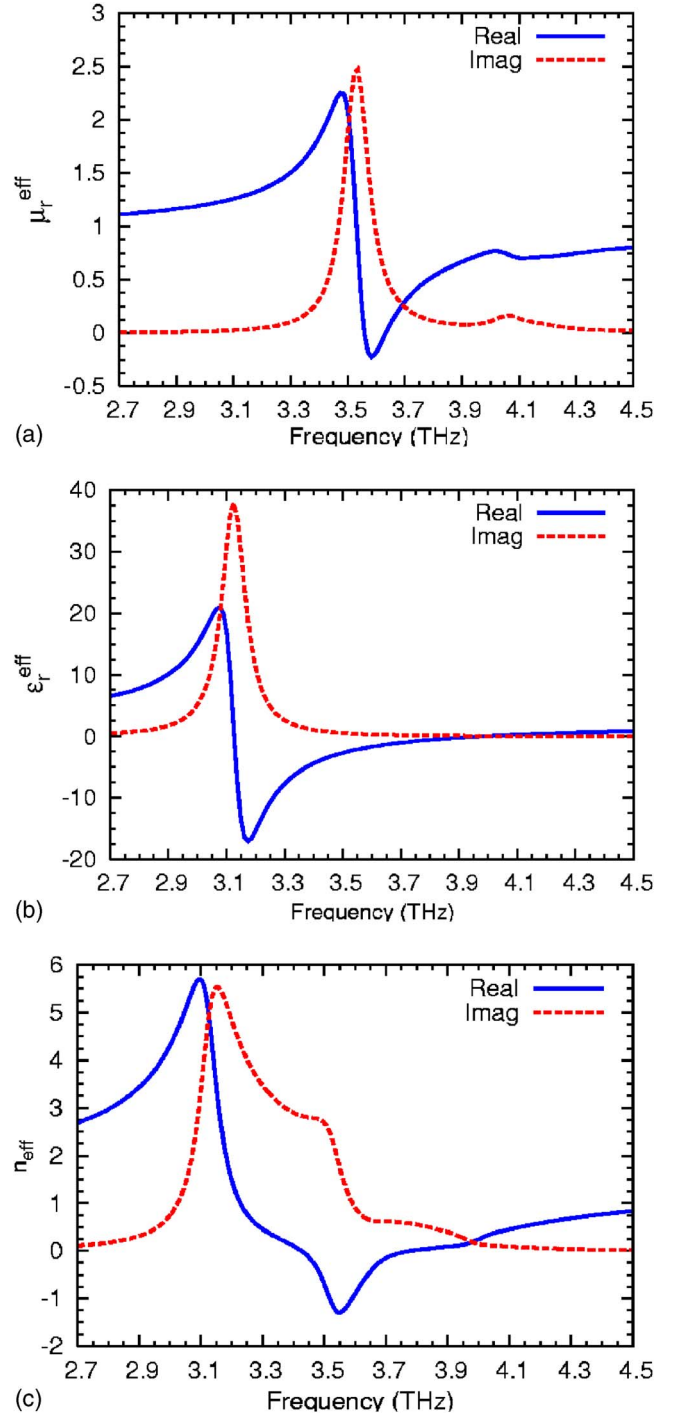 Real
Imag
3
2.5
2
1.5
1
0.5
0
-0.5
μ_r^eff
2.7 2.9 3.1 3.3 3.5 3.7 3.9 4.1 4.3 4.5
Frequency (THz)
(a)
Real
Imag
40
30
20
10
0
-10
-20
ε_r^eff
2.7 2.9 3.1 3.3 3.5 3.7 3.9 4.1 4.3 4.5
Frequency (THz)
(b)
Real
Imag
6
5
4
3
2
1
0
-1
-2
n_eff
2.7 2.9 3.1 3.3 3.5 3.7 3.9 4.1 4.3 4.5
Frequency (THz)
(c)